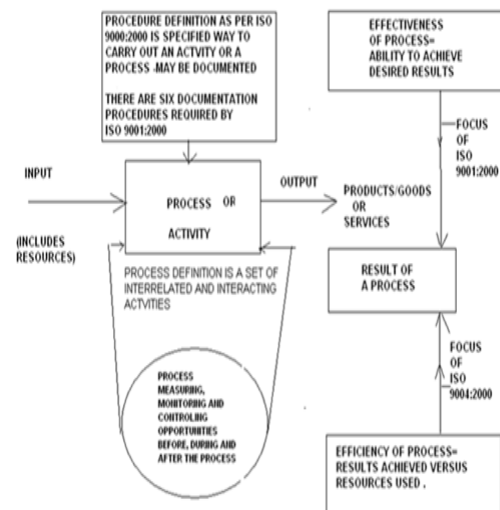 PROCEDURE DEFINITION AS PER ISO
9000:2000 IS SPECIFIED WAY TO
CARRY OUT AN ACTVITY OR A
PROCESS -MAY BE DOCUMENTED
THERE ARE SIX DOCUMENTATION
PROCEDURES REQUIRED BY
ISO 9001:2000
EFFECTIVENESS
OF PROCESS=
ABILITY TO ACHIEVE
DESIRED RESULTS
FOCUS
OF
ISO
9001:2000
INPUT
(INCLUDES
RESOURCES)
PROCESS OR
ACTIVITY
OUTPUT
PRODUCTS/GOODS
OR
SERVICES
PROCESS DEFINITION IS A SET OF
INTERRELATED AND INTERACTING
ACTVITIES
RESULT OF
A PROCESS
PROCESS
MEASURING,
MONITORING AND
CONTROLING
OPPORTUNITIES
BEFORE, DURING AND
AFTER THE PROCESS
FOCUS
OF
ISO
9004:2000
EFFICIENCY OF PROCESS=
RESULTS ACHIEVED VERSUS
RESOURCES USED .